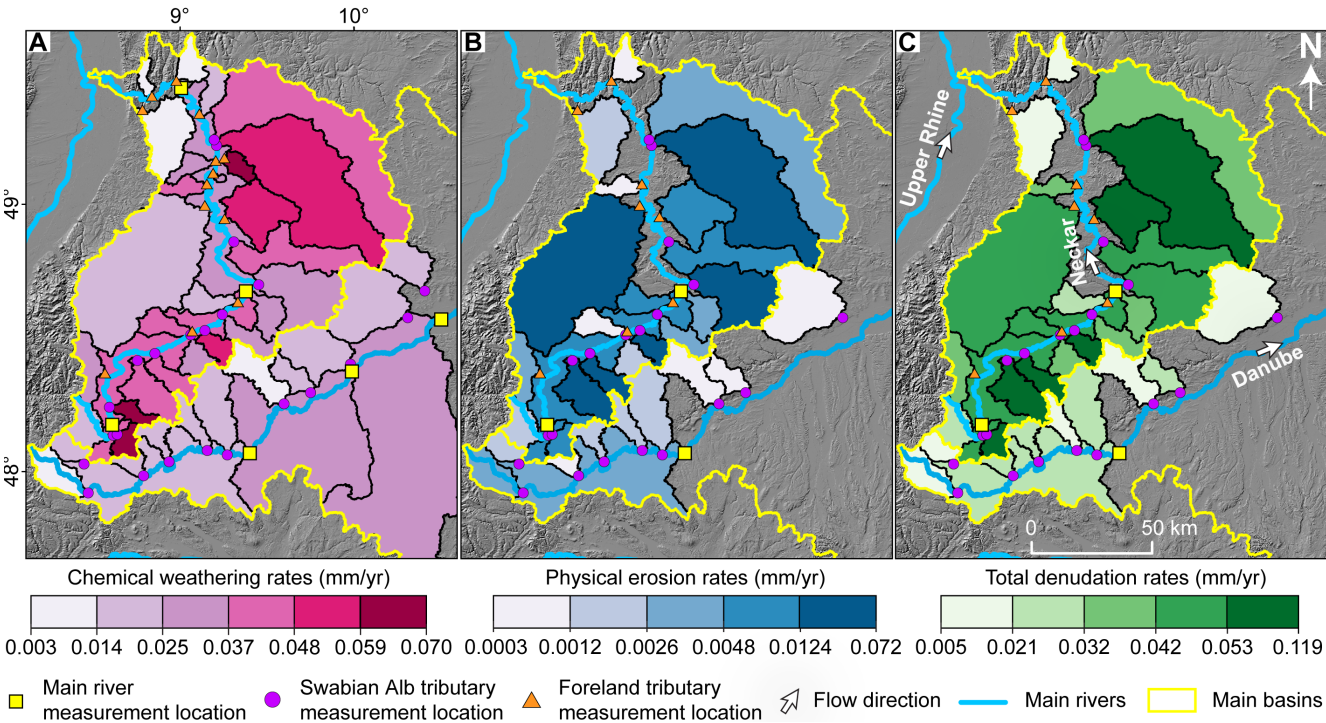 9° 10°
A B C N
49°
48°
Upper Rhine
Neckar
Danube
0 50 km
Chemical weathering rates (mm/yr)
0.003 0.014 0.025 0.037 0.048 0.059 0.070
Physical erosion rates (mm/yr)
0.0003 0.0012 0.0026 0.0048 0.0124 0.072
Total denudation rates (mm/yr)
0.005 0.021 0.032 0.042 0.053 0.119
Main river
measurement location
Swabian Alb tributary
measurement location
Foreland tributary
measurement location
Flow direction
Main rivers
Main basins